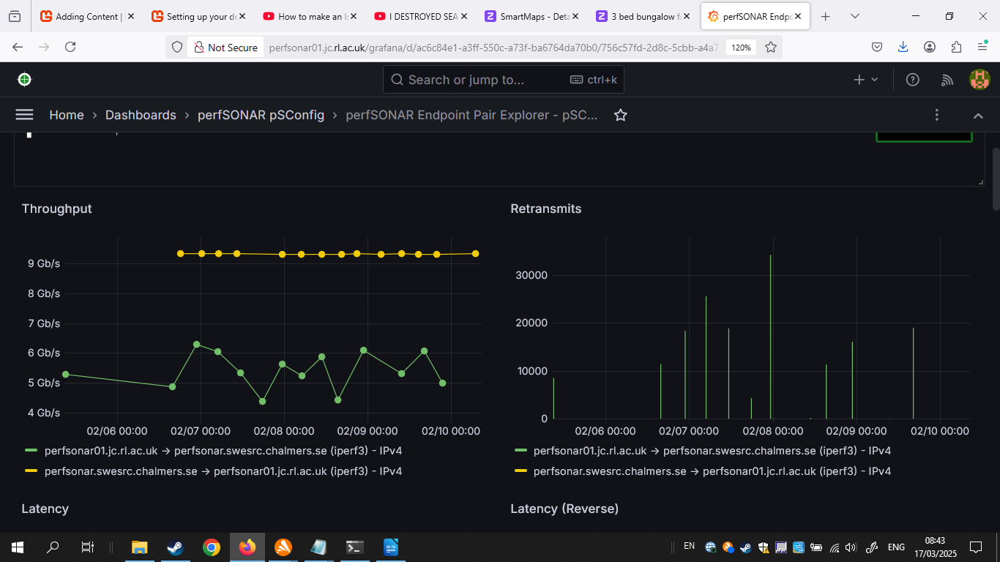 Adding Content |
Setting up your de
How to make an Is
I DESTROYED SEA
SmartMaps - Deta
3 bed bungalow fo
perfSONAR Endpo
Not Secure perfsonar01.jc.rl.ac.uk/grafana/d/ac6c84e1-a3ff-550c-a73f-ba6764da70b0/756c57fd-2d8c-5cbb-a4a7 120%
Search or jump to... ctrl+k
Home › Dashboards › perfSONAR pSConfig › perfSONAR Endpoint Pair Explorer - pSC...
Throughput
9 Gb/s
8 Gb/s
7 Gb/s
6 Gb/s
5 Gb/s
4 Gb/s
02/06 00:00 02/07 00:00 02/08 00:00 02/09 00:00 02/10 00:00
perfsonar01.jc.rl.ac.uk → perfsonar.swesrc.chalmers.se (iperf3) - IPv4
perfsonar.swesrc.chalmers.se → perfsonar01.jc.rl.ac.uk (iperf3) - IPv4
Retransmits
30000
20000
10000
0
02/06 00:00 02/07 00:00 02/08 00:00 02/09 00:00 02/10 00:00
perfsonar01.jc.rl.ac.uk → perfsonar.swesrc.chalmers.se (iperf3) - IPv4
perfsonar.swesrc.chalmers.se → perfsonar01.jc.rl.ac.uk (iperf3) - IPv4
Latency
Latency (Reverse)
EN
ENG
08:43
17/03/2025